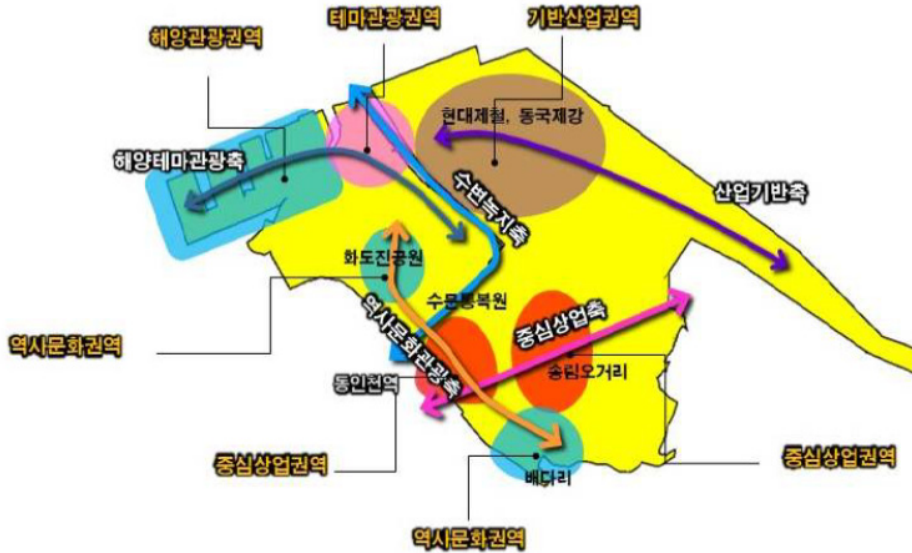 테마관광권역
기반산업권역
해양관광권역
현대제철, 동국제강
해양테마관광축
수변녹지축
산업기반축
화도진공원
수문통복원
역사문화권역
역사문화관광축
중심상업축
동인천역
송림오거리
중심상업권역
중심상업권역
배다리
역사문화권역